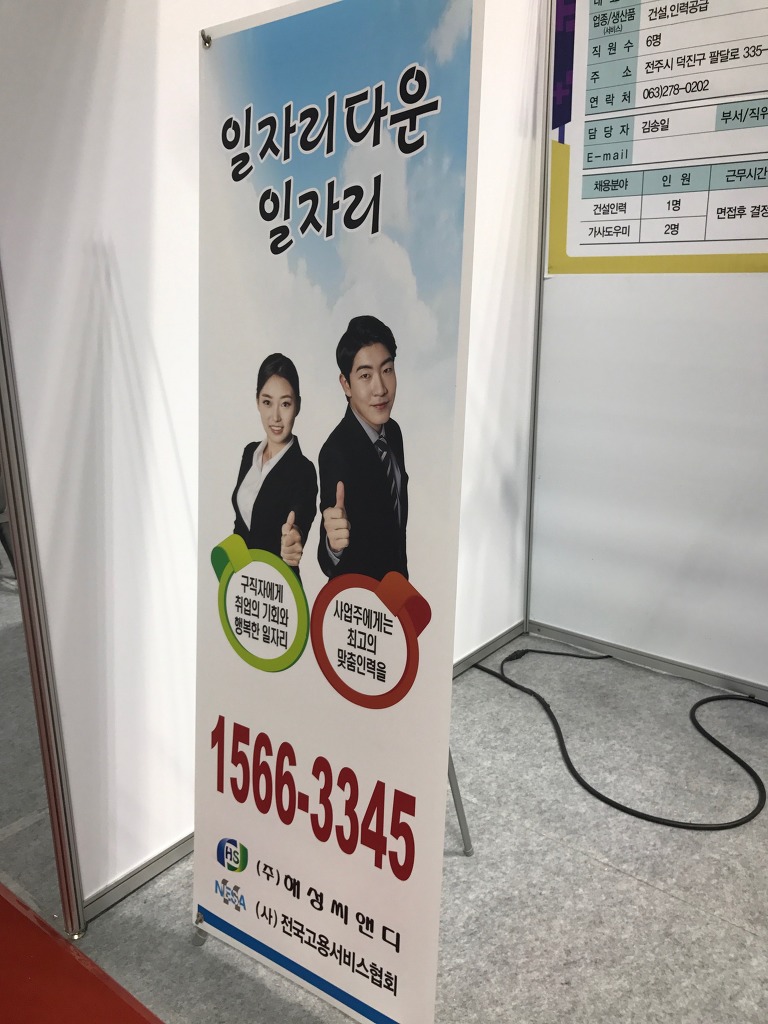 일자리다운
일자리
구직자에게
취업의 기회와
행복한 일자리
사업주에게는
최고의
맞춤인력을
1566-3345
HS
(주)해성씨앤디
NESA
(사)전국고용서비스협회
업종/생산품 건설,인력공급
(서비스)
직원수 6명
주소 전주시 덕진구 팔달로 335-
연락처 063)278-0202
담당자 김송일 부서/직위
E-mail
채용분야 인원 근무시간
건설인력 1명 면접후 결정
가사도우미 2명